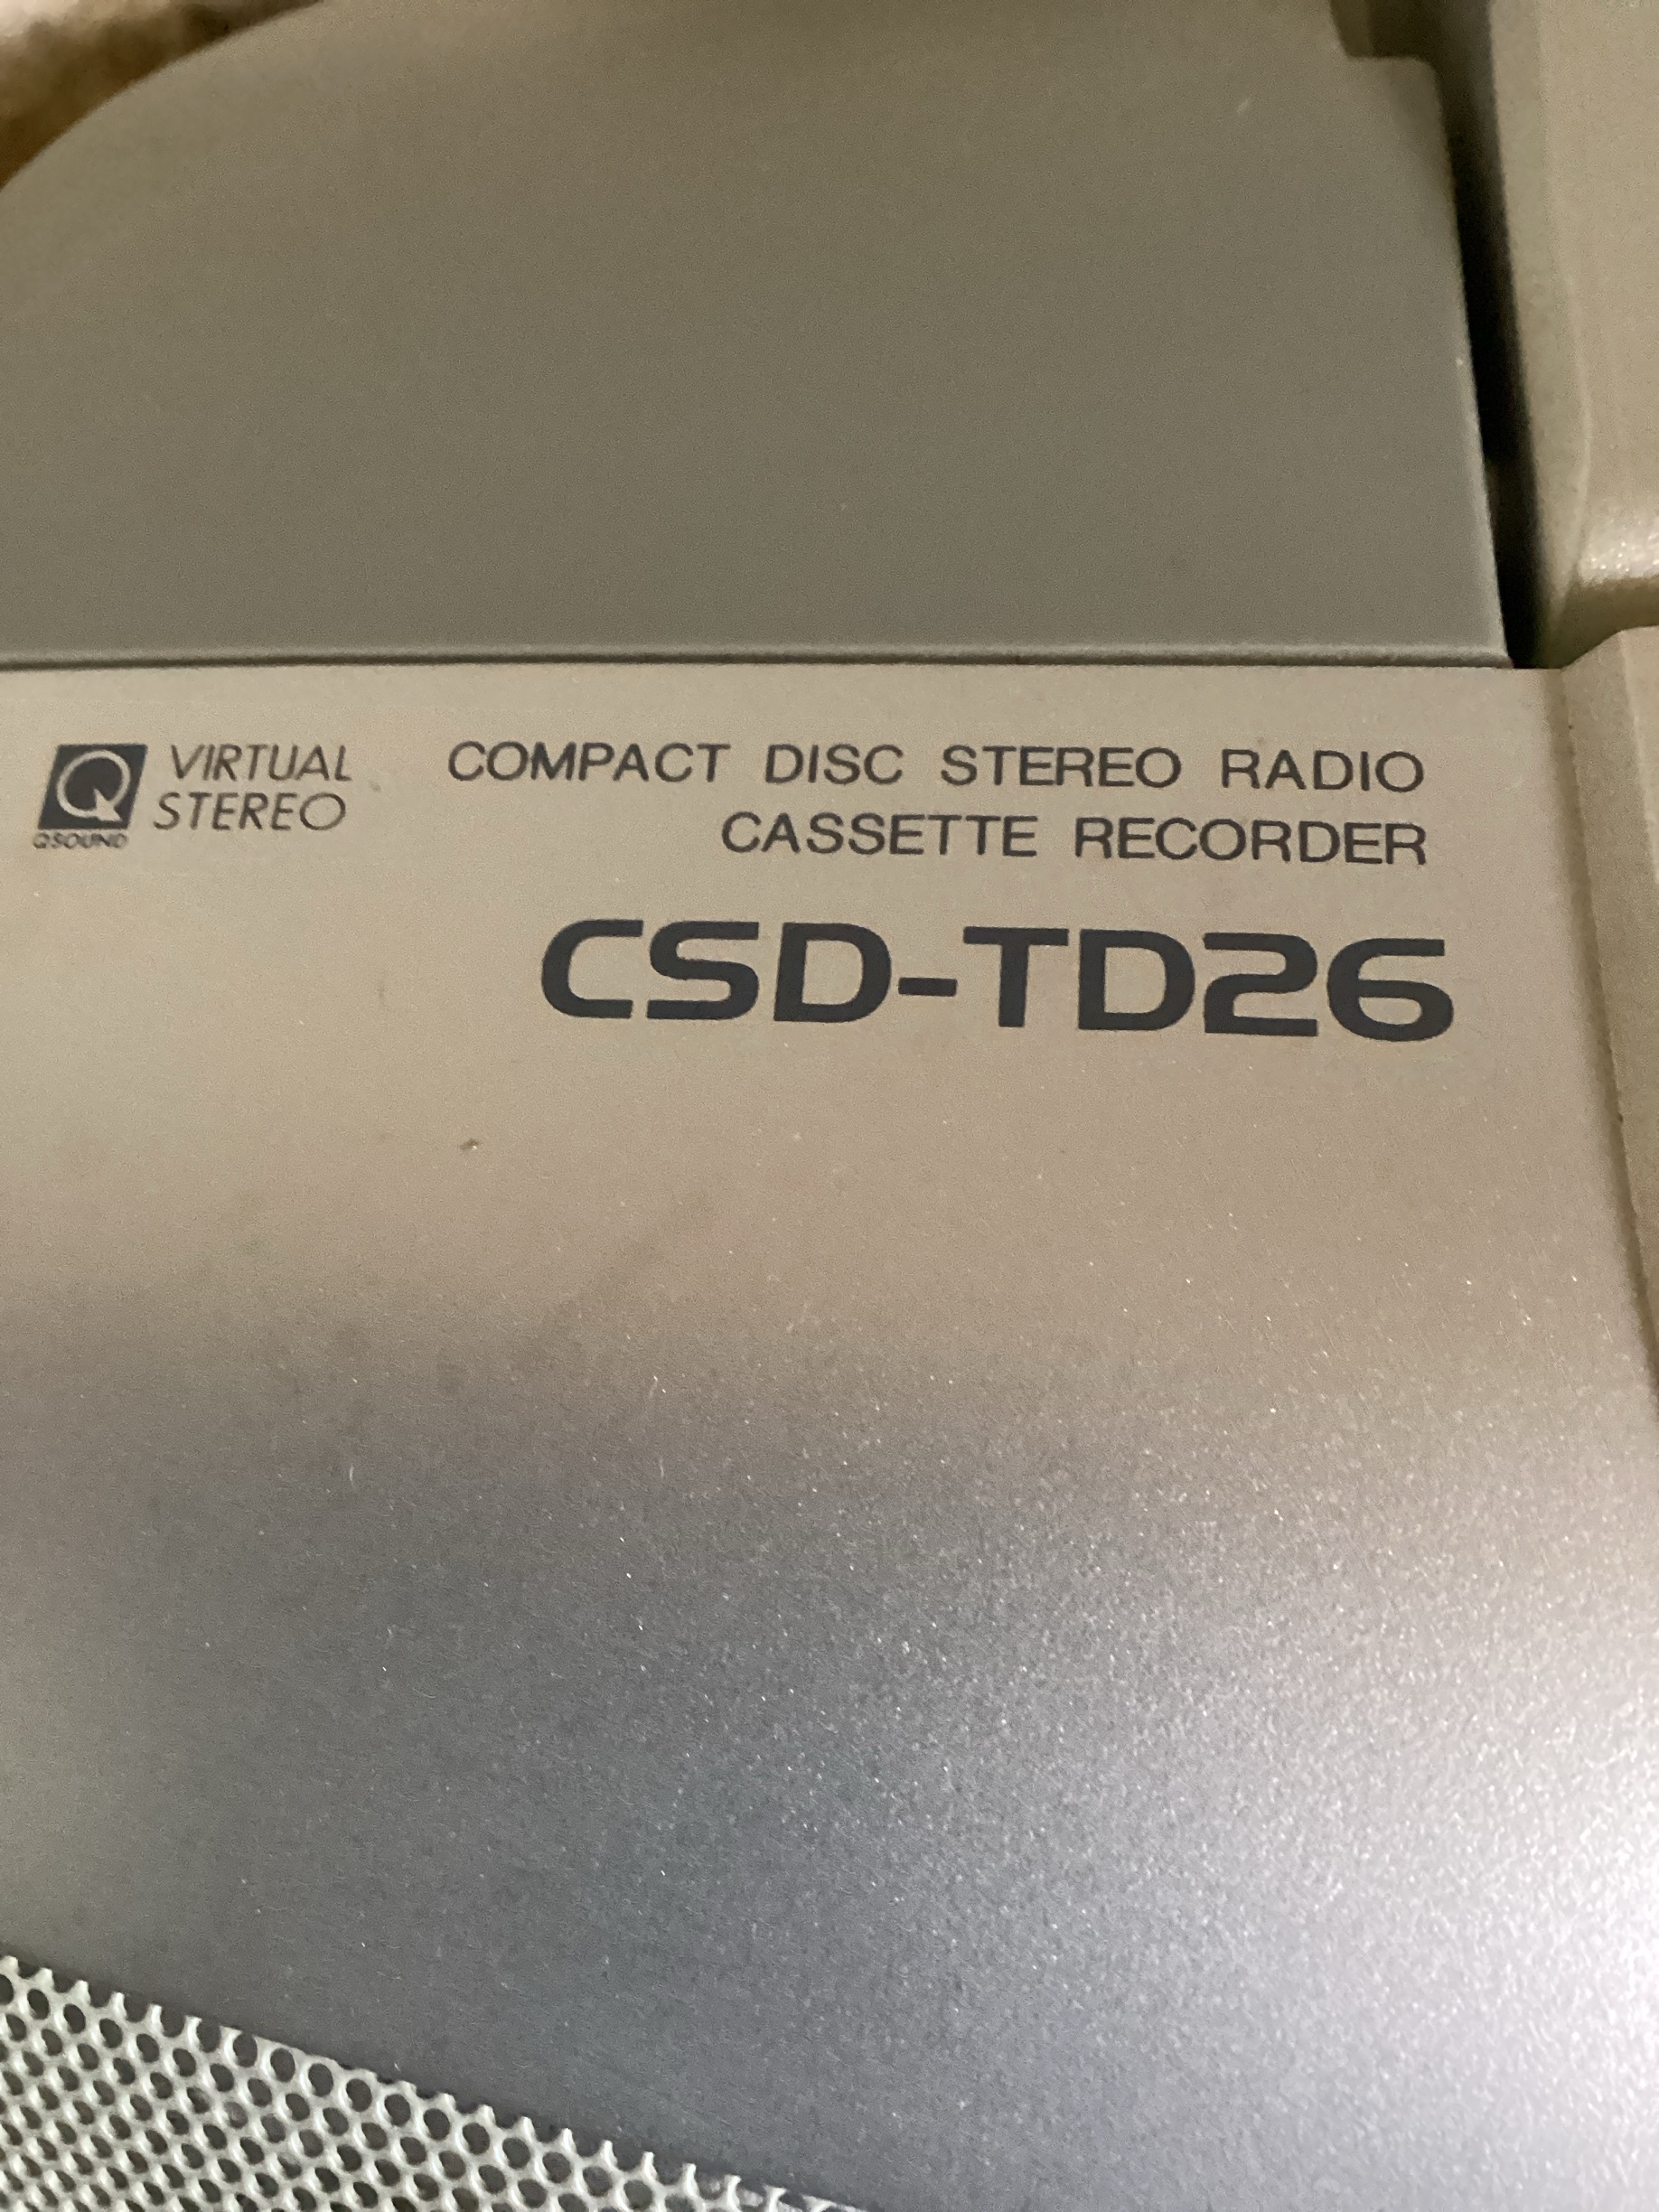 VIRTUAL
STEREO
QSOUND
COMPACT DISC STEREO RADIO
CASSETTE RECORDER
CSD-TD26